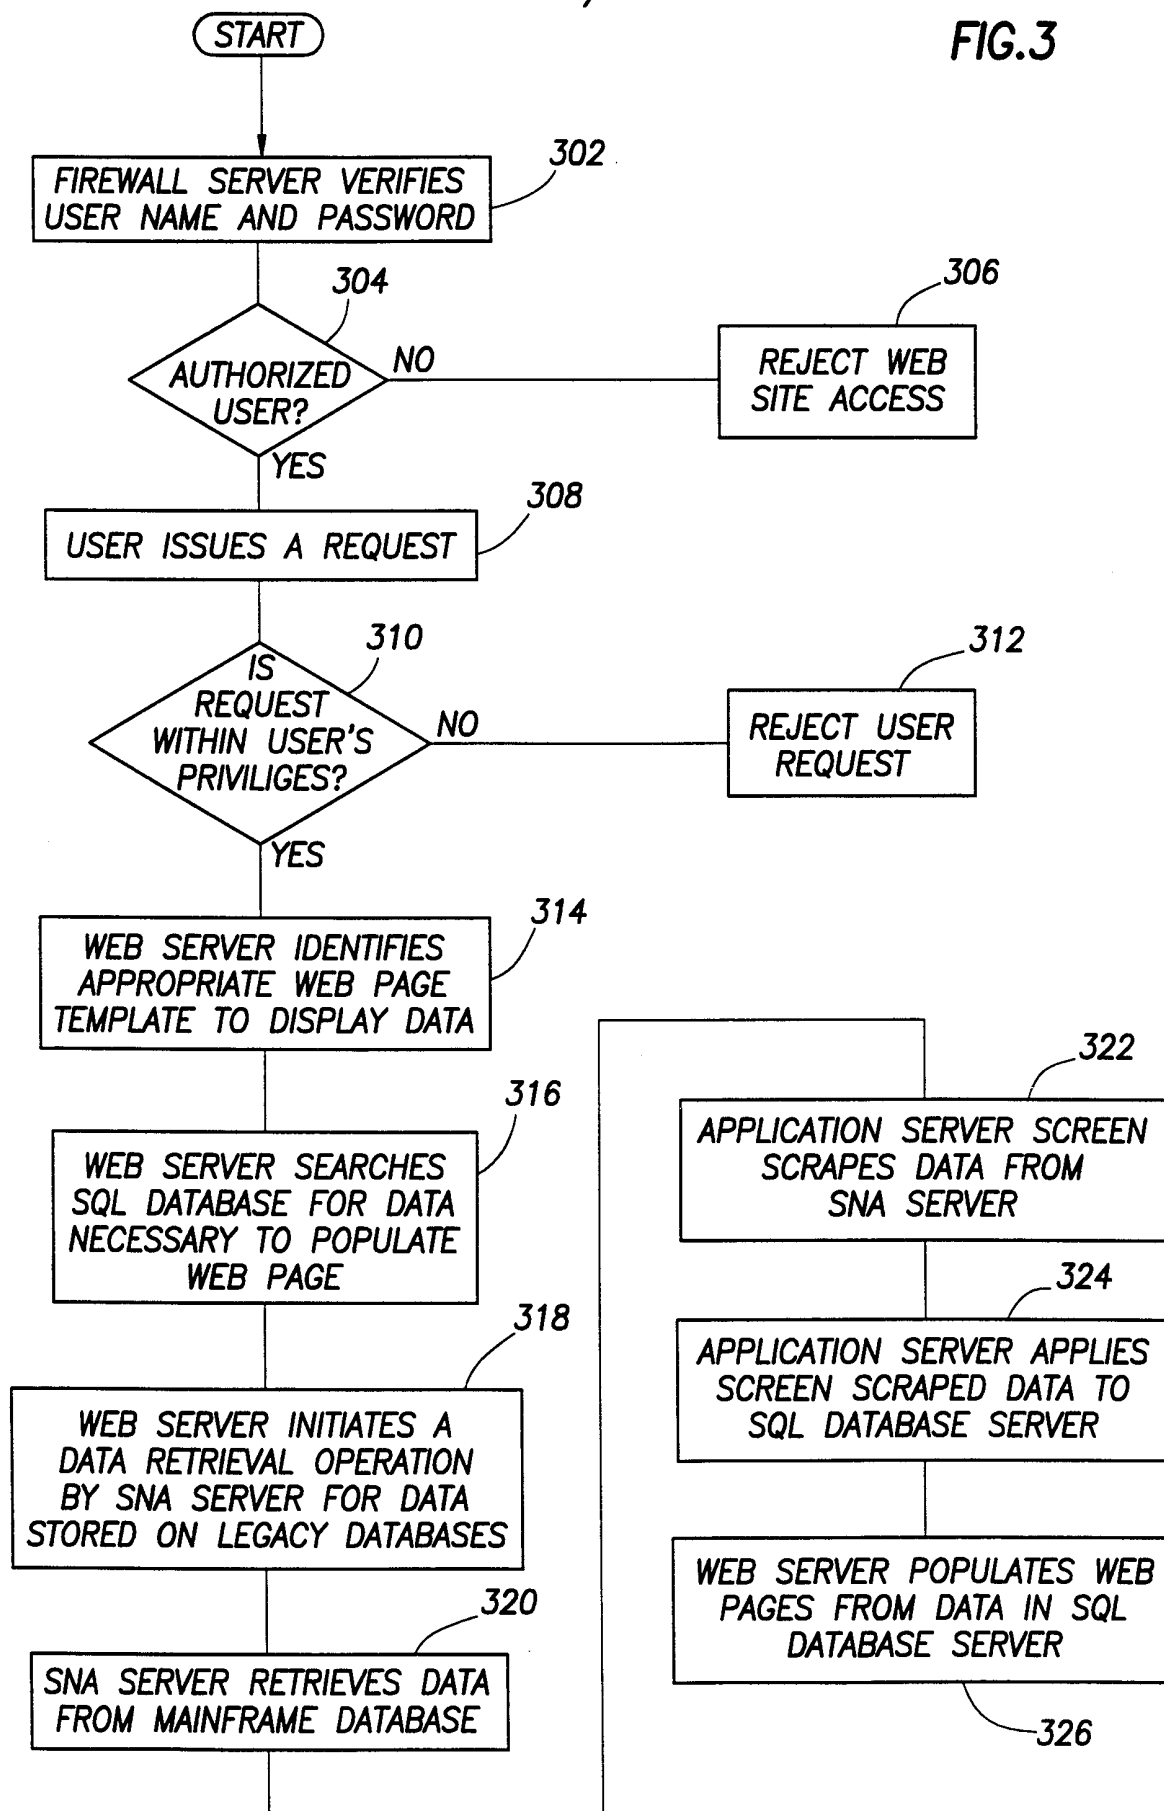 START
FIG.3
302
FIREWALL SERVER VERIFIES
USER NAME AND PASSWORD
304
306
AUTHORIZED
USER?
NO
REJECT WEB
SITE ACCESS
YES
308
USER ISSUES A REQUEST
310
312
IS
REQUEST
WITHIN USER'S
PRIVILIGES?
NO
REJECT USER
REQUEST
YES
314
WEB SERVER IDENTIFIES
APPROPRIATE WEB PAGE
TEMPLATE TO DISPLAY DATA
316
WEB SERVER SEARCHES
SQL DATABASE FOR DATA
NECESSARY TO POPULATE
WEB PAGE
318
WEB SERVER INITIATES A
DATA RETRIEVAL OPERATION
BY SNA SERVER FOR DATA
STORED ON LEGACY DATABASES
320
SNA SERVER RETRIEVES DATA
FROM MAINFRAME DATABASE
322
APPLICATION SERVER SCREEN
SCRAPES DATA FROM
SNA SERVER
324
APPLICATION SERVER APPLIES
SCREEN SCRAPED DATA TO
SQL DATABASE SERVER
WEB SERVER POPULATES WEB
PAGES FROM DATA IN SQL
DATABASE SERVER
326